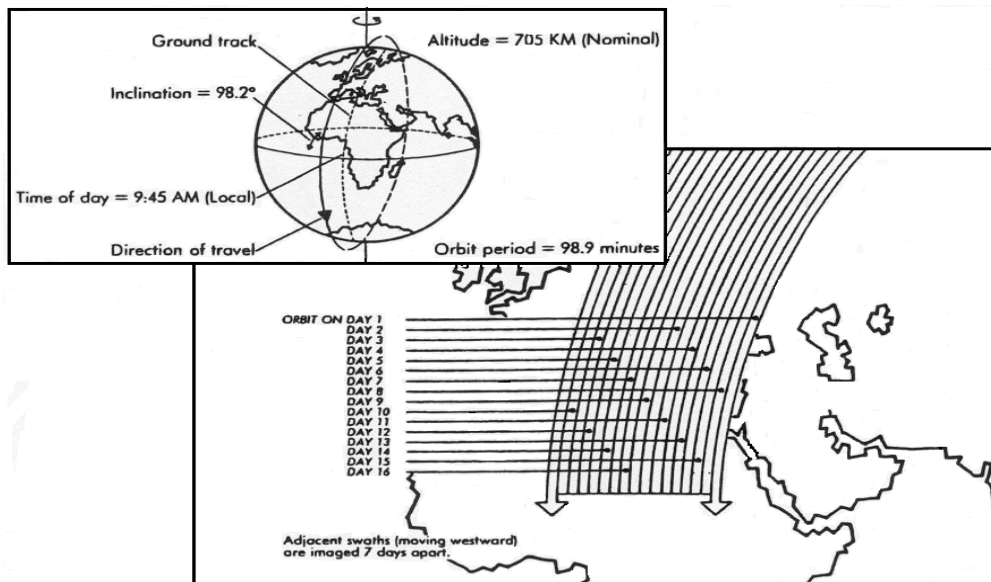 Ground track
Altitude = 705 KM (Nominal)
Inclination = 98.2°
Time of day = 9:45 AM (Local)
Direction of travel
Orbit period = 98.9 minutes
ORBIT ON DAY 1
DAY 2
DAY 3
DAY 4
DAY 5
DAY 6
DAY 7
DAY 8
DAY 9
DAY 10
DAY 11
DAY 12
DAY 13
DAY 14
DAY 15
DAY 16
Adjacent swaths (moving westward)
are imaged 7 days apart.